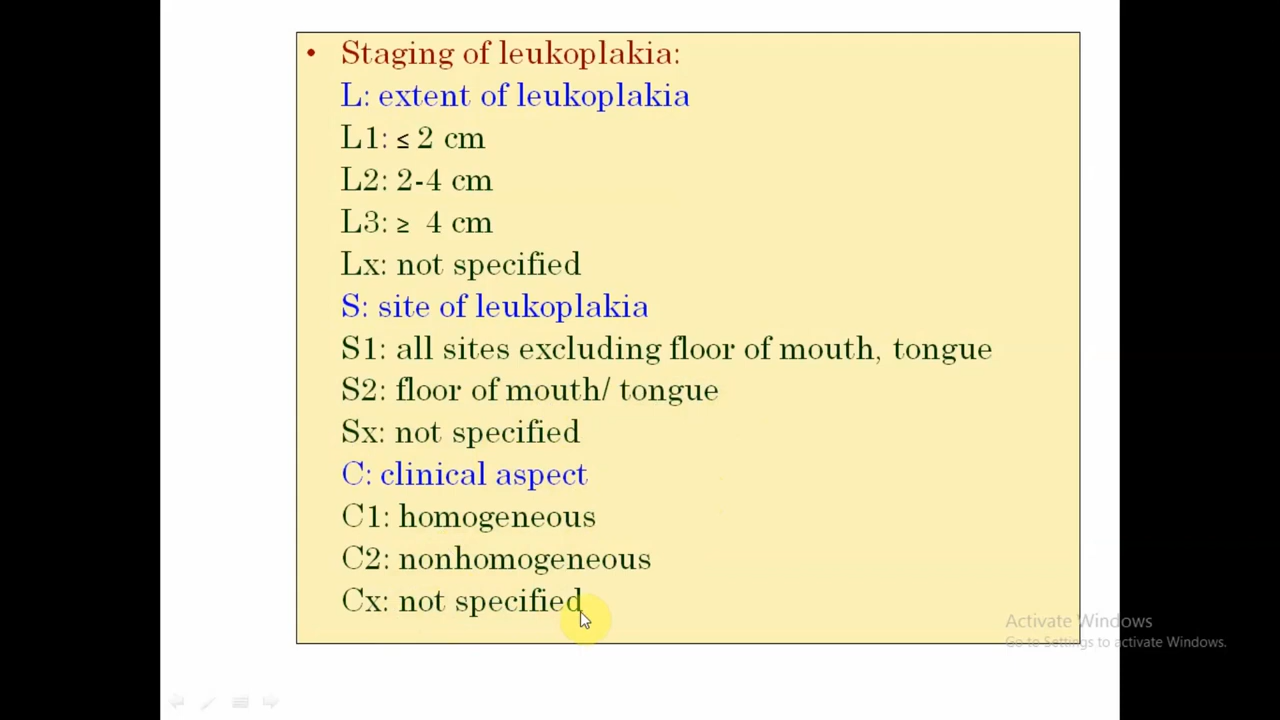 • Staging of leukoplakia:
L: extent of leukoplakia
L1: ≤ 2 cm
L2: 2-4 cm
L3: ≥ 4 cm
Lx: not specified
S: site of leukoplakia
S1: all sites excluding floor of mouth, tongue
S2: floor of mouth/ tongue
Sx: not specified
C: clinical aspect
C1: homogeneous
C2: nonhomogeneous
Cx: not specified
Activate Windows
Go to Settings to activate Windows.